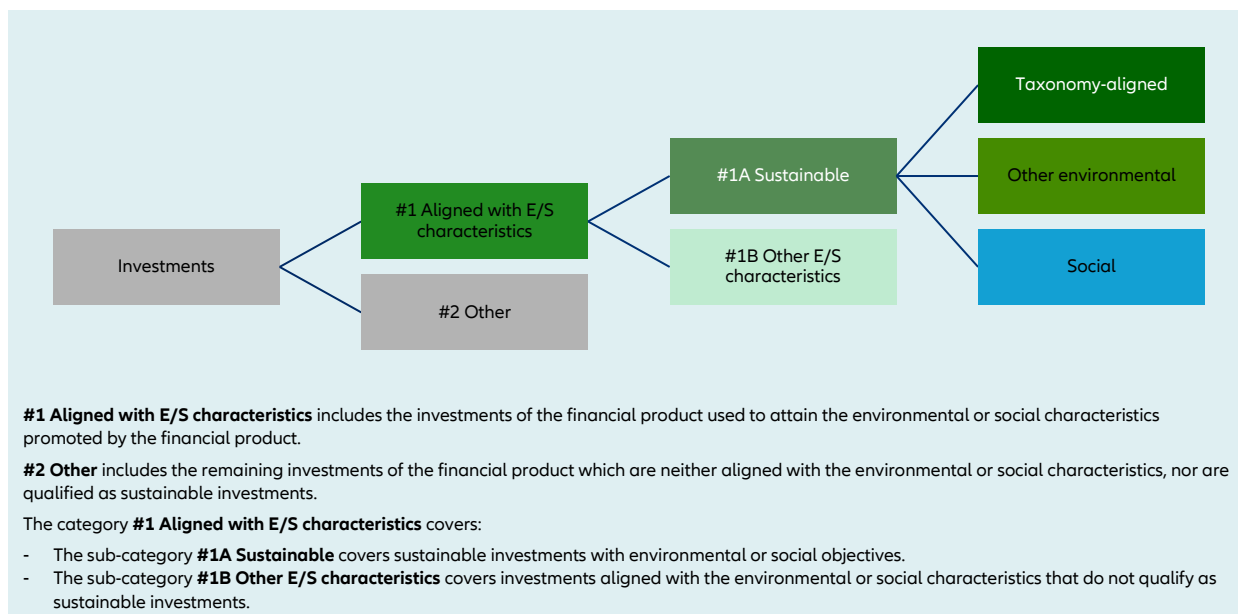 Taxonomy-aligned
#1A Sustainable
Other environmental
#1 Aligned with E/S
characteristics
Investments
#1B Other E/S
characteristics
Social
#2 Other
#1 Aligned with E/S characteristics includes the investments of the financial product used to attain the environmental or social characteristics
promoted by the financial product.
#2 Other includes the remaining investments of the financial product which are neither aligned with the environmental or social characteristics, nor are
qualified as sustainable investments.
The category #1 Aligned with E/S characteristics covers:
- The sub-category #1A Sustainable covers sustainable investments with environmental or social objectives.
- The sub-category #1B Other E/S characteristics covers investments aligned with the environmental or social characteristics that do not qualify as
sustainable investments.